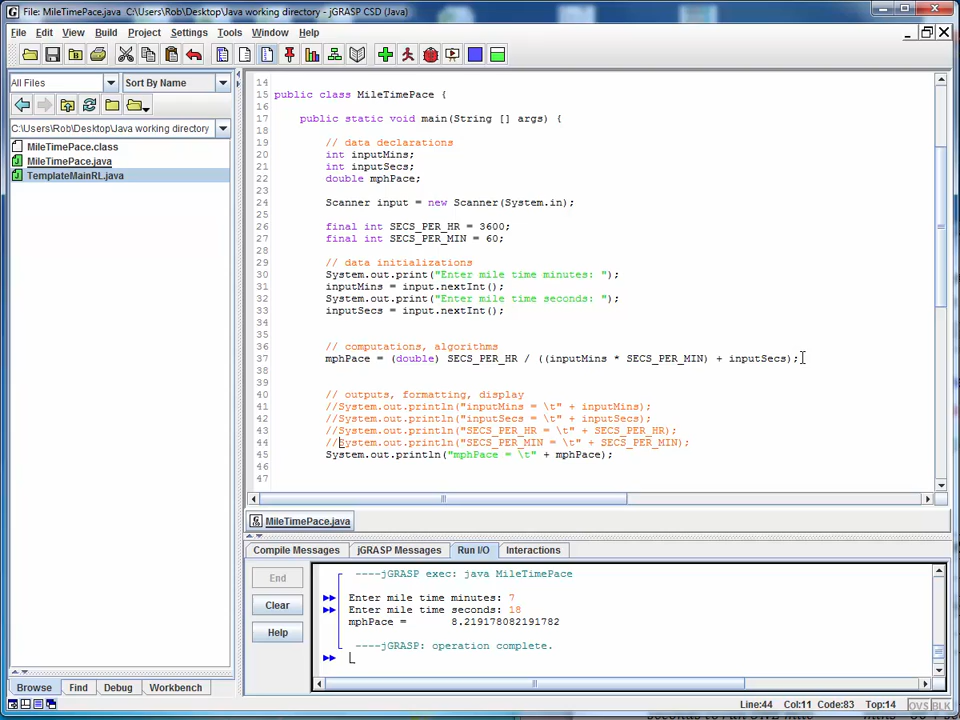 File: MileTimePace.java  C:\Users\Rob\Desktop\Java working directory - jGRASP CSD (Java)
File Edit View Build Project Settings Tools Window Help
All Files Sort By Name
C:\Users\Rob\Desktop\Java working directory
MileTimePace.class
MileTimePace.java
TemplateMainRL.java
14
15 public class MileTimePace {
16
17 public static void main(String [] args) {
18
19 // data declarations
20 int inputMins;
21 int inputSecs;
22 double mphPace;
23
24 Scanner input = new Scanner(System.in);
25
26 final int SECS_PER_HR = 3600;
27 final int SECS_PER_MIN = 60;
28
29 // data initializations
30 System.out.print("Enter mile time minutes: ");
31 inputMins = input.nextInt();
32 System.out.print("Enter mile time seconds: ");
33 inputSecs = input.nextInt();
34
35
36 // computations, algorithms
37 mphPace = (double) SECS_PER_HR / ((inputMins * SECS_PER_MIN) + inputSecs);
38
39
40 // outputs, formatting, display
41 //System.out.println("inputMins = \t" + inputMins);
42 //System.out.println("inputSecs = \t" + inputSecs);
43 //System.out.println("SECS_PER_HR = \t" + SECS_PER_HR);
44 //System.out.println("SECS_PER_MIN = \t" + SECS_PER_MIN);
45 System.out.println("mphPace = \t" + mphPace);
46
47
MileTimePace.java
Compile Messages jGRASP Messages Run I/O Interactions
End
Clear
Help
----jGRASP exec: java MileTimePace
Enter mile time minutes: 7
Enter mile time seconds: 18
mphPace = 8.219178082191782
----jGRASP: operation complete.
Browse Find Debug Workbench
Line:44 Col:11 Code:83 Top:14 OVS BLK